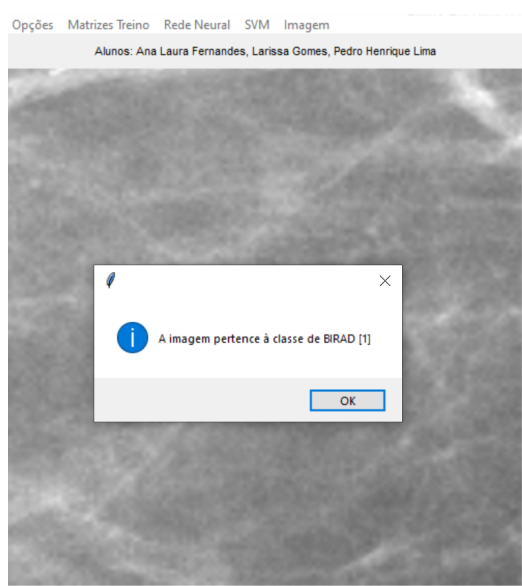 Opções Matrizes Treino Rede Neural SVM Imagem
Alunos: Ana Laura Fernandes, Larissa Gomes, Pedro Henrique Lima
A imagem pertence à classe de BIRAD [1]
OK